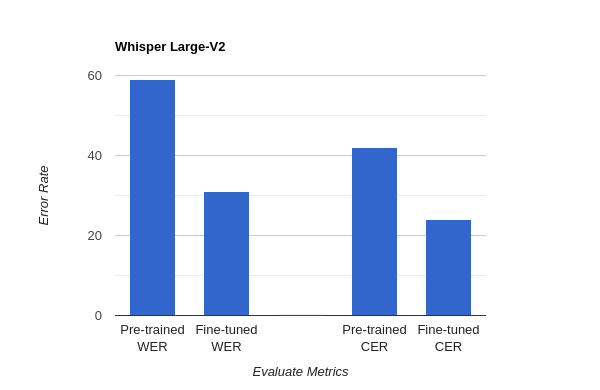 Whisper Large-V2
60
40
20
0
Error Rate
Pre-trained WER
Fine-tuned WER
Pre-trained CER
Fine-tuned CER
Evaluate Metrics